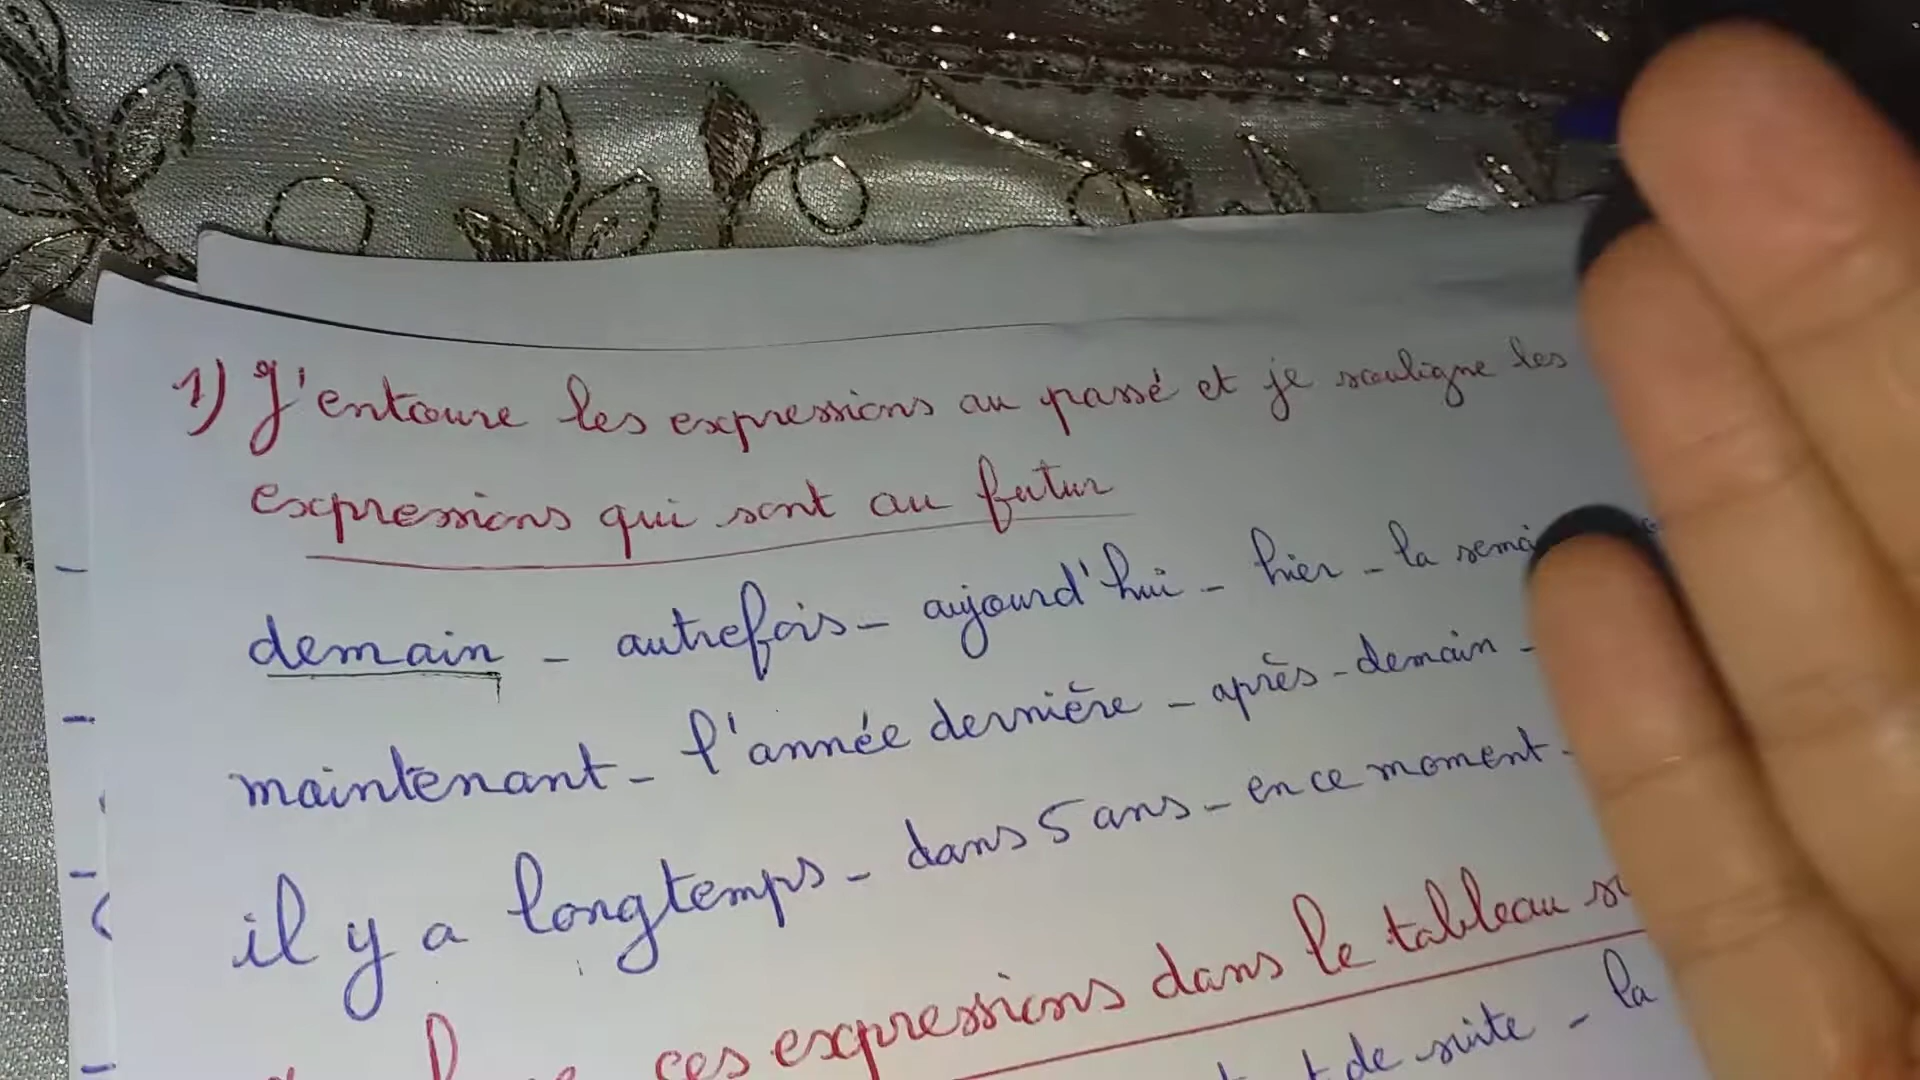 1) J'entoure les expressions au passé et je souligne les
expressions qui sont au futur
demain - autrefois - aujourd'hui - hier - la
maintenant - l'année dernière - après-demain -
il y a longtemps - dans 5 ans - en ce moment -
ces expressions dans le tableau
de suite - la